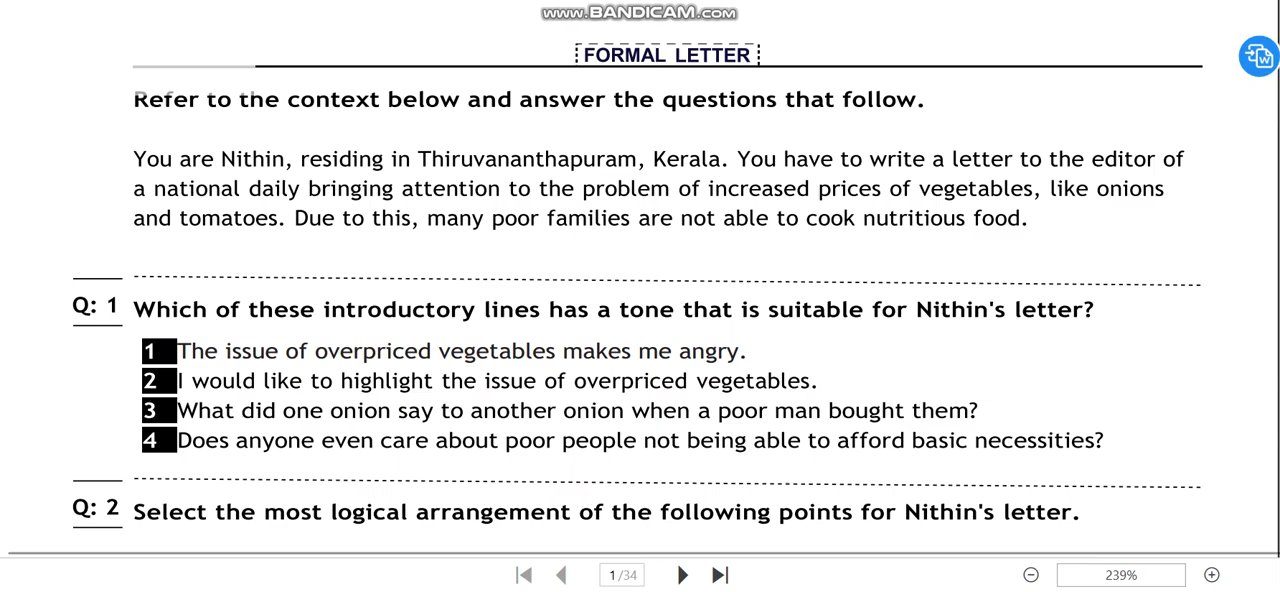 www.BANDICAM.com
FORMAL LETTER
Refer to the context below and answer the questions that follow.
You are Nithin, residing in Thiruvananthapuram, Kerala. You have to write a letter to the editor of
a national daily bringing attention to the problem of increased prices of vegetables, like onions
and tomatoes. Due to this, many poor families are not able to cook nutritious food.
Q: 1 Which of these introductory lines has a tone that is suitable for Nithin's letter?
1 The issue of overpriced vegetables makes me angry.
2 I would like to highlight the issue of overpriced vegetables.
3 What did one onion say to another onion when a poor man bought them?
4 Does anyone even care about poor people not being able to afford basic necessities?
Q: 2 Select the most logical arrangement of the following points for Nithin's letter.
1/34
239%